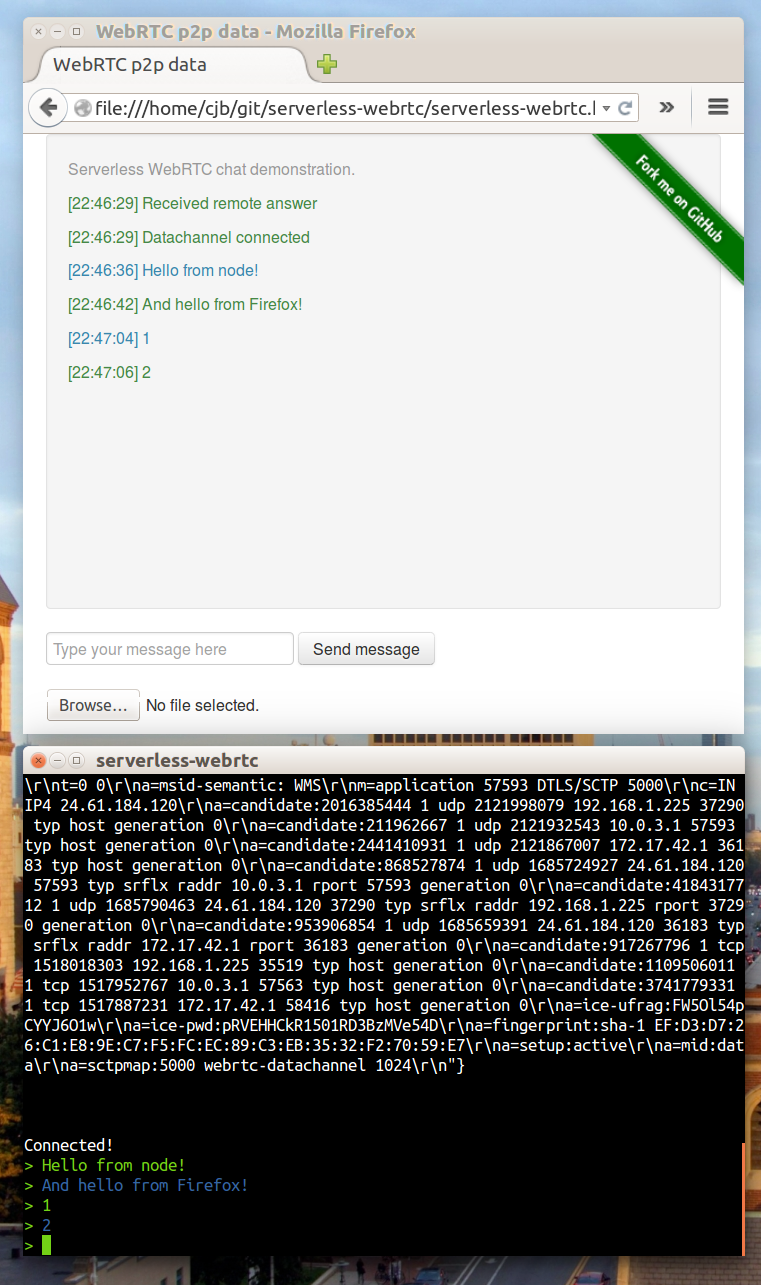 WebRTC p2p data - Mozilla Firefox
WebRTC p2p data
file:///home/cjb/git/serverless-webrtc/serverless-webrtc.l
Serverless WebRTC chat demonstration.
Fork me on GitHub
[22:46:29] Received remote answer
[22:46:29] Datachannel connected
[22:46:36] Hello from node!
[22:46:42] And hello from Firefox!
[22:47:04] 1
[22:47:06] 2
Type your message here
Send message
Browse...
No file selected.
serverless-webrtc
\r\nt=0 0\r\na=msid-semantic: WMS\r\nm=application 57593 DTLS/SCTP 5000\r\nc=IN
IP4 24.61.184.120\r\na=candidate:2016385444 1 udp 2121998079 192.168.1.225 37290
typ host generation 0\r\na=candidate:211962667 1 udp 2121932543 10.0.3.1 57593
typ host generation 0\r\na=candidate:2441410931 1 udp 2121867007 172.17.42.1 361
83 typ host generation 0\r\na=candidate:868527874 1 udp 1685724927 24.61.184.120
57593 typ srflx raddr 10.0.3.1 rport 57593 generation 0\r\na=candidate:41843177
12 1 udp 1685790463 24.61.184.120 37290 typ srflx raddr 192.168.1.225 rport 3729
0 generation 0\r\na=candidate:953906854 1 udp 1685659391 24.61.184.120 36183 typ
srflx raddr 172.17.42.1 rport 36183 generation 0\r\na=candidate:917267796 1 tcp
1518018303 192.168.1.225 35519 typ host generation 0\r\na=candidate:1109506011
1 tcp 1517952767 10.0.3.1 57563 typ host generation 0\r\na=candidate:3741779331
1 tcp 1517887231 172.17.42.1 58416 typ host generation 0\r\na=ice-ufrag:FW5Ol54p
CYYJ6O1w\r\na=ice-pwd:pRVEHHCkR1501RD3BzMVe54D\r\na=fingerprint:sha-1 EF:D3:D7:2
6:C1:E8:9E:C7:F5:FC:EC:89:C3:EB:35:32:F2:70:59:E7\r\na=setup:active\r\na=mid:dat
a\r\na=sctpmap:5000 webrtc-datachannel 1024\r\n"}
Connected!
> Hello from node!
> And hello from Firefox!
> 1
> 2
>